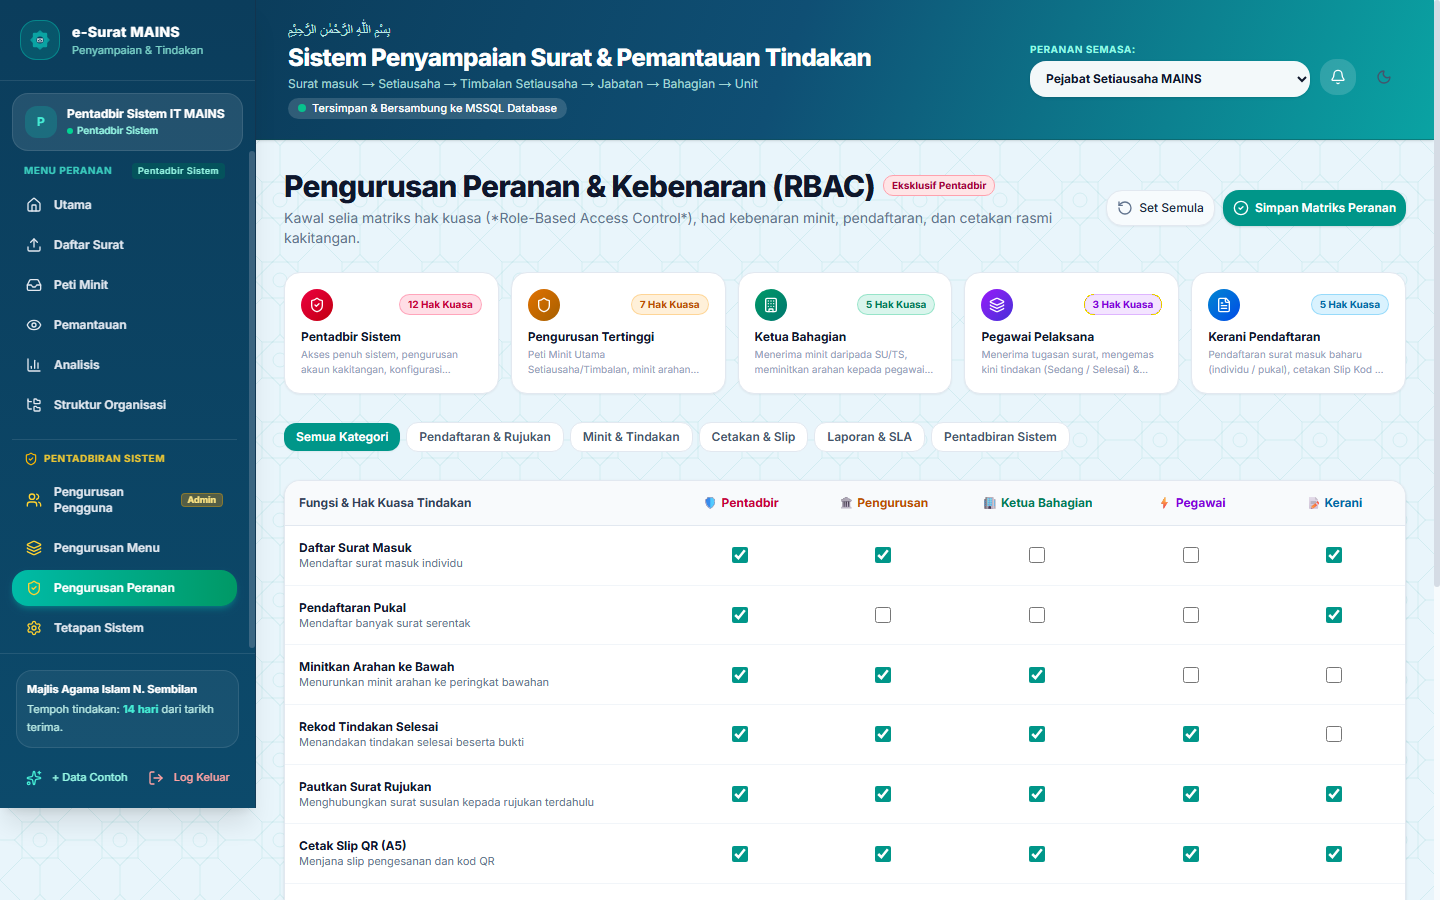 e-Surat MAINS
Penyampaian & Tindakan
P
Pentadbir Sistem IT MAINS
Pentadbir Sistem
MENU PERANAN
Pentadbir Sistem
Utama
Daftar Surat
Peti Minit
Pemantauan
Analisis
Struktur Organisasi
PENTADBIRAN SISTEM
Pengurusan
Pengguna
Admin
Pengurusan Menu
Pengurusan Peranan
Tetapan Sistem
Majlis Agama Islam N. Sembilan
Tempoh tindakan: 14 hari dari tarikh
terima.
+ Data Contoh
Log Keluar
بِسْمِ اللَّهِ الرَّحْمَٰنِ الرَّحِيْمِ
Sistem Penyampaian Surat & Pemantauan Tindakan
Surat masuk → Setiausaha → Timbalan Setiausaha → Jabatan → Bahagian → Unit
Tersimpan & Bersambung ke MSSQL Database
PERANAN SEMASA:
Pejabat Setiausaha MAINS
Pengurusan Peranan & Kebenaran (RBAC)
Eksklusif Pentadbir
Kawal selia matriks hak kuasa (*Role-Based Access Control*), had kebenaran minit, pendaftaran, dan cetakan rasmi
kakitangan.
Set Semula
Simpan Matriks Peranan
12 Hak Kuasa
Pentadbir Sistem
Akses penuh sistem, pengurusan
akaun kakitangan, konfigurasi...
7 Hak Kuasa
Pengurusan Tertinggi
Peti Minit Utama
Setiausaha/Timbalan, minit arahan...
5 Hak Kuasa
Ketua Bahagian
Menerima minit daripada SU/TS,
meminitkan arahan kepada pegawai...
3 Hak Kuasa
Pegawai Pelaksana
Menerima tugasan surat, mengemas
kini tindakan (Sedang / Selesai) &...
5 Hak Kuasa
Kerani Pendaftaran
Pendaftaran surat masuk baharu
(individu / pukal), cetakan Slip Kod ...
Semua Kategori
Pendaftaran & Rujukan
Minit & Tindakan
Cetakan & Slip
Laporan & SLA
Pentadbiran Sistem
Fungsi & Hak Kuasa Tindakan
Pentadbir
Pengurusan
Ketua Bahagian
Pegawai
Kerani
Daftar Surat Masuk
Mendaftar surat masuk individu
Pendaftaran Pukal
Mendaftar banyak surat serentak
Minitkan Arahan ke Bawah
Menurunkan minit arahan ke peringkat bawahan
Rekod Tindakan Selesai
Menandakan tindakan selesai beserta bukti
Pautkan Surat Rujukan
Menghubungkan surat susulan kepada rujukan terdahulu
Cetak Slip QR (A5)
Menjana slip pengesanan dan kod QR